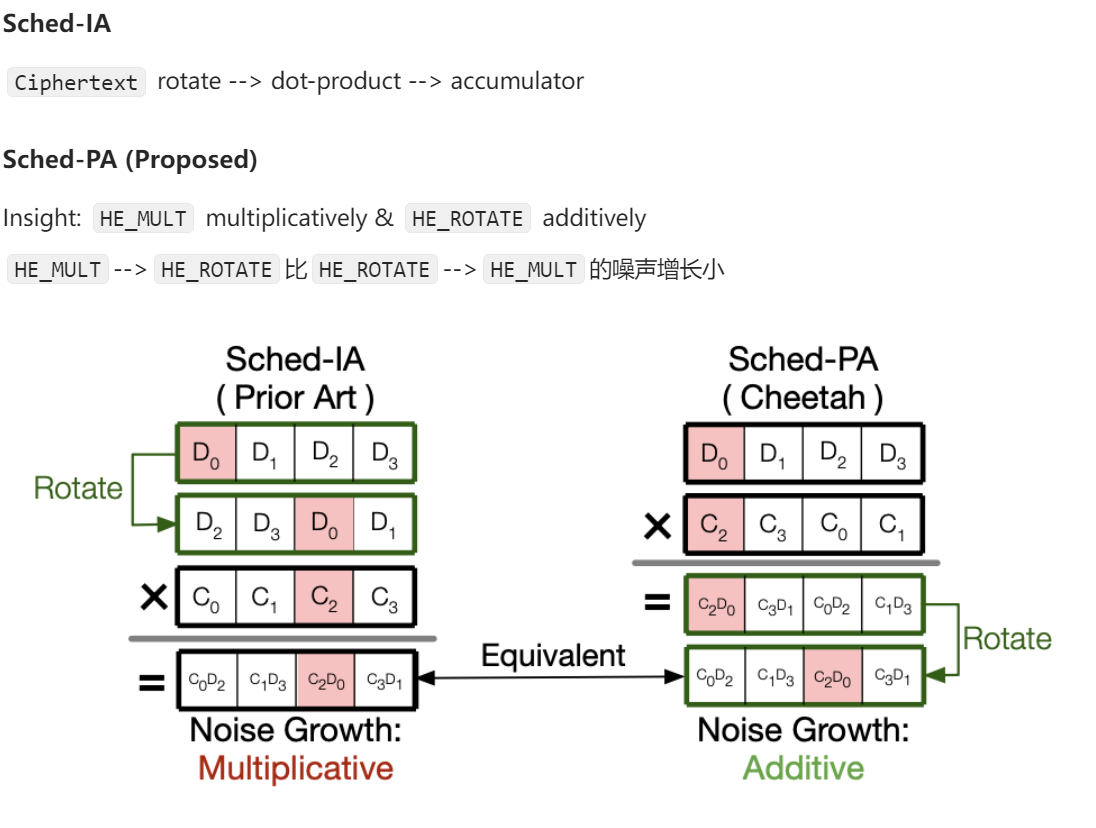 Sched-IA
Ciphertext rotate --> dot-product --> accumulator
Sched-PA (Proposed)
Insight: HE_MULT multiplicatively & HE_ROTATE additively
HE_MULT --> HE_ROTATE 比 HE_ROTATE --> HE_MULT 的噪声增长小
Sched-IA
( Prior Art )
D0 D1 D2 D3
Rotate
D2 D3 D0 D1
× C0 C1 C2 C3
= C0D2 C1D3 C2D0 C3D1
Noise Growth:
Multiplicative
Equivalent
Sched-PA
( Cheetah )
D0 D1 D2 D3
× C2 C3 C0 C1
= C2D0 C3D1 C0D2 C1D3
Rotate
C0D2 C1D3 C2D0 C3D1
Noise Growth:
Additive